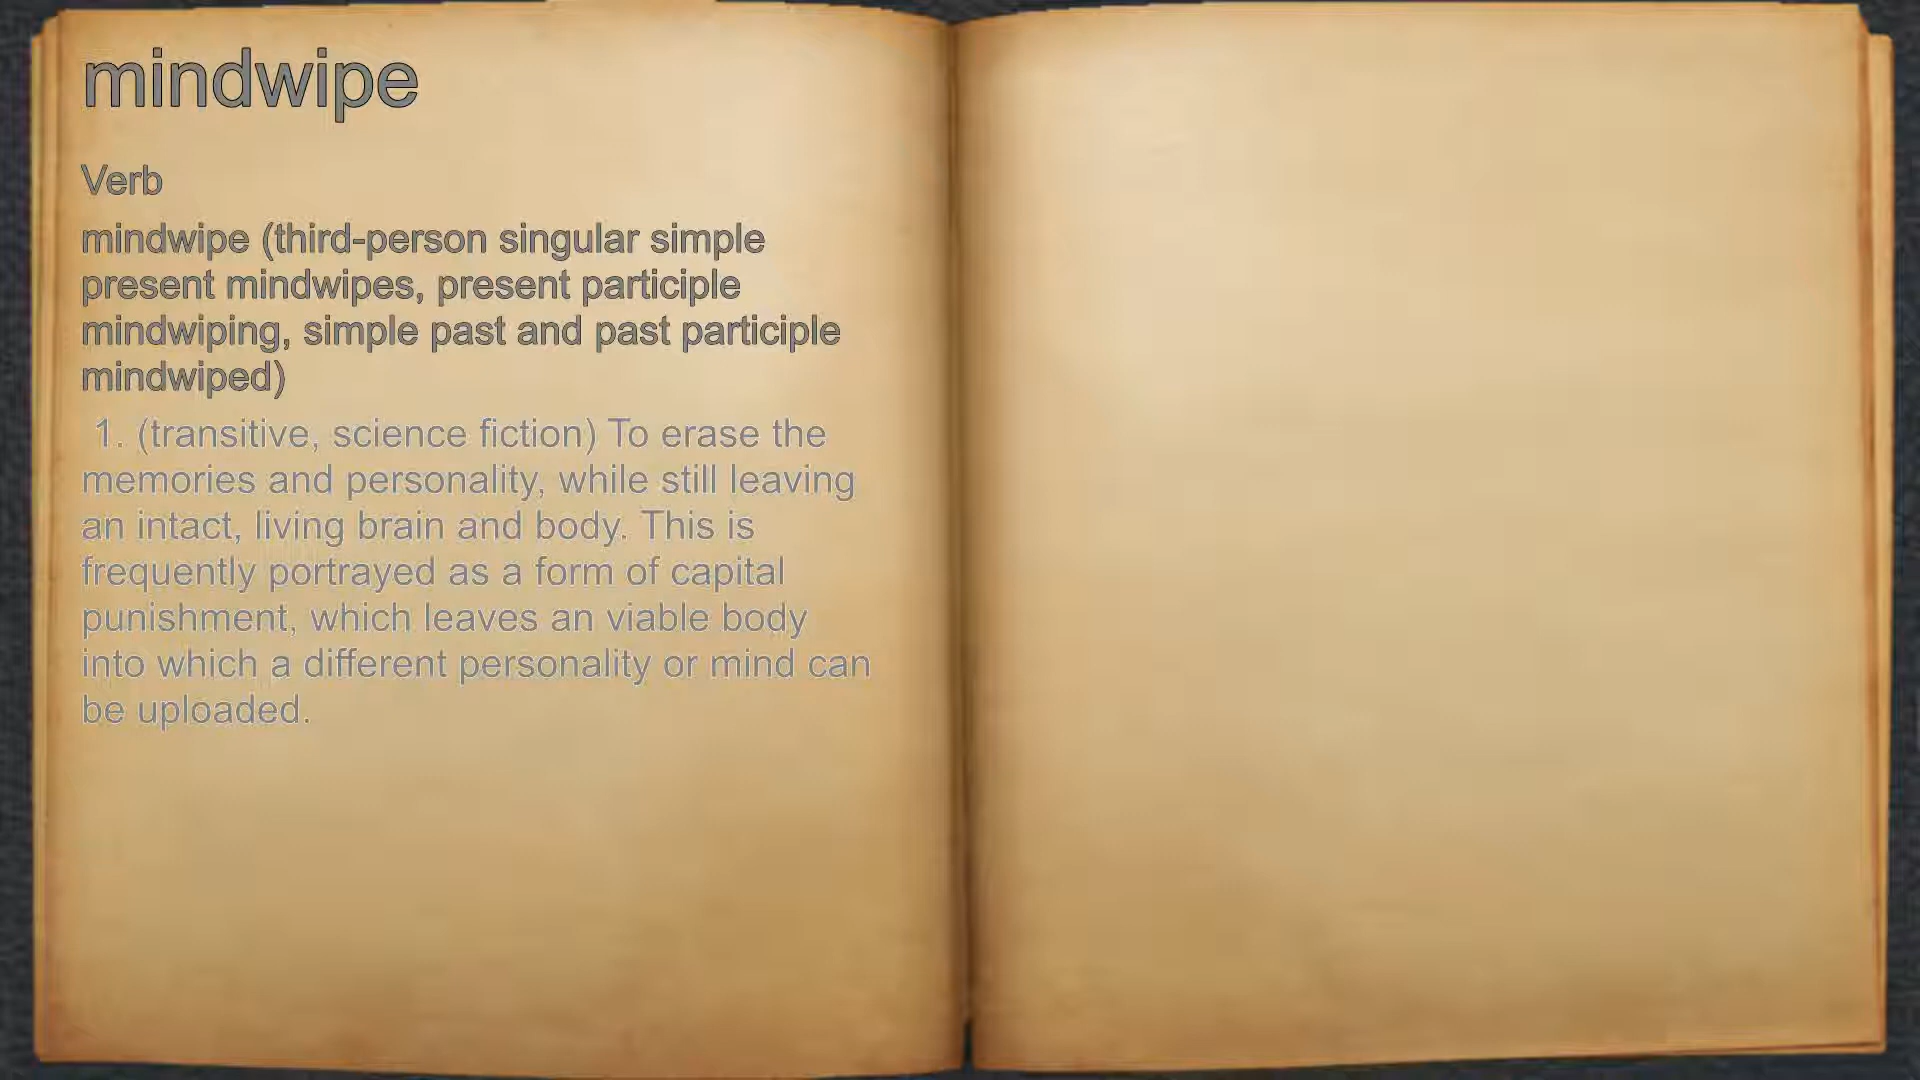 mindwipe
Verb
mindwipe (third-person singular simple
present mindwipes, present participle
mindwiping, simple past and past participle
mindwiped)
1. (transitive, science fiction) To erase the
memories and personality, while still leaving
an intact, living brain and body. This is
frequently portrayed as a form of capital
punishment, which leaves an viable body
into which a different personality or mind can
be uploaded.